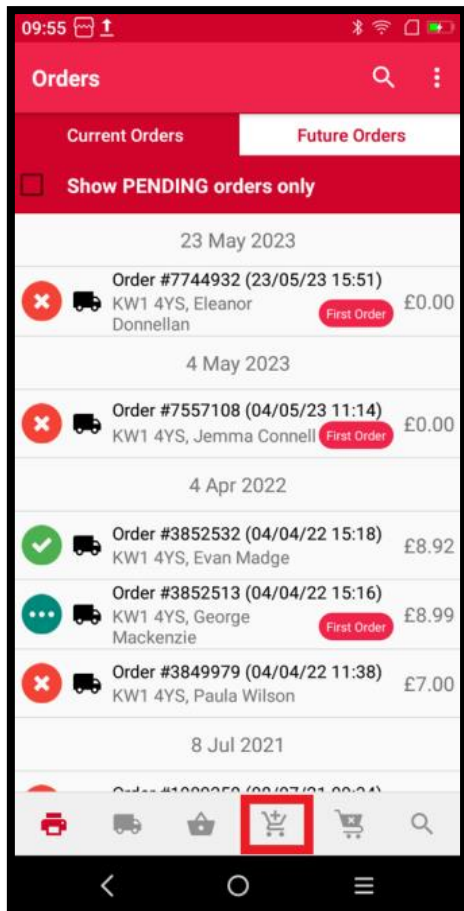 09:55
Orders
Current Orders
Future Orders
Show PENDING orders only
23 May 2023
Order #7744932 (23/05/23 15:51)
KW1 4YS, Eleanor
Donnellan
First Order
£0.00
4 May 2023
Order #7557108 (04/05/23 11:14)
KW1 4YS, Jemma Connell
First Order
£0.00
4 Apr 2022
Order #3852532 (04/04/22 15:18)
KW1 4YS, Evan Madge
£8.92
Order #3852513 (04/04/22 15:16)
KW1 4YS, George
Mackenzie
First Order
£8.99
Order #3849979 (04/04/22 11:38)
KW1 4YS, Paula Wilson
£7.00
8 Jul 2021